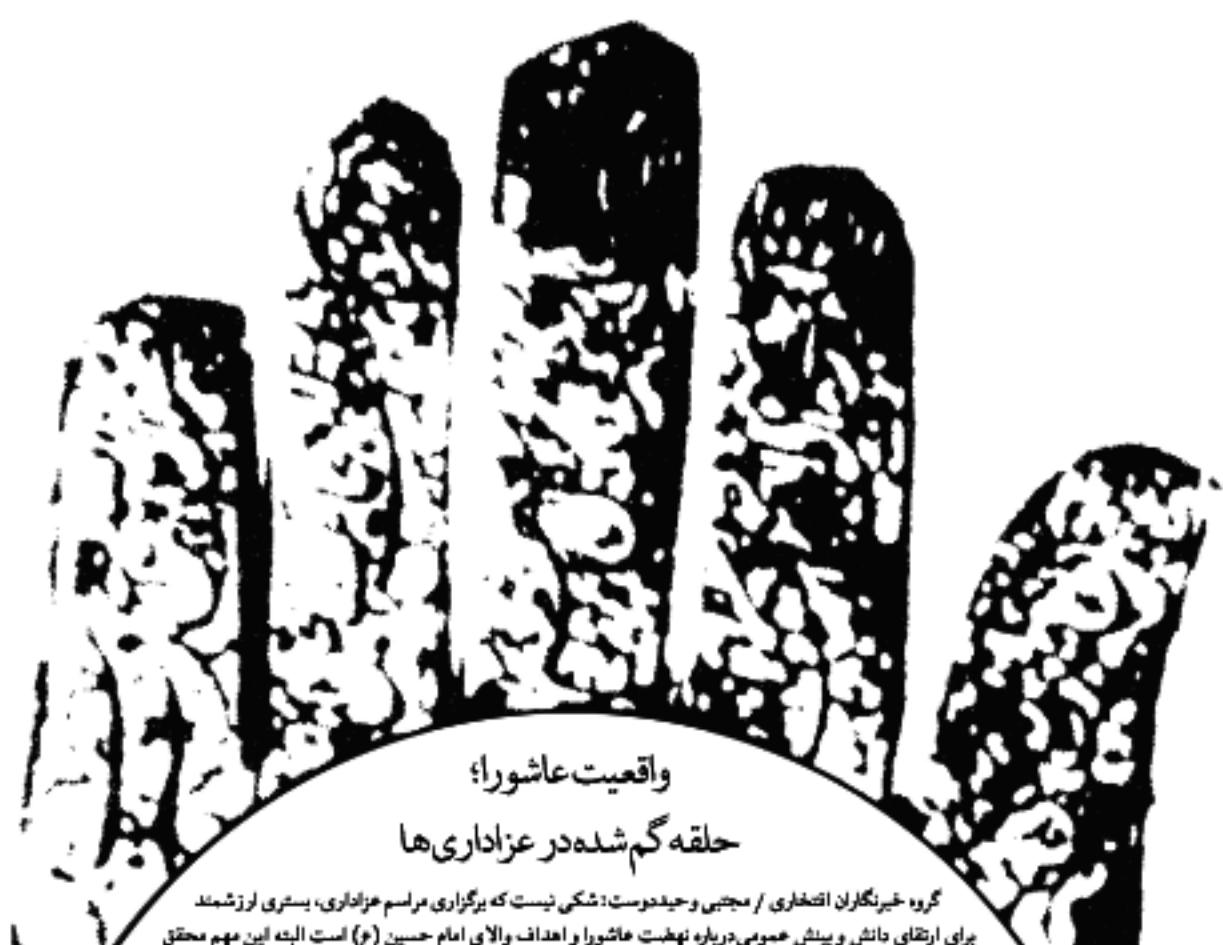 واقعیت عاشورا؛
حلقه گم‌شده در عزاداری‌ها
گروه خبرنگاران افتخاری / مجتبی وحیددوست: شکی نیست که برگزاری مراسم عزاداری، بستری ارزشمند
برای ارتقای دانش و بینش عمومی درباره نهضت عاشورا و اهداف والای امام حسین (ع) است البته این مهم محقق